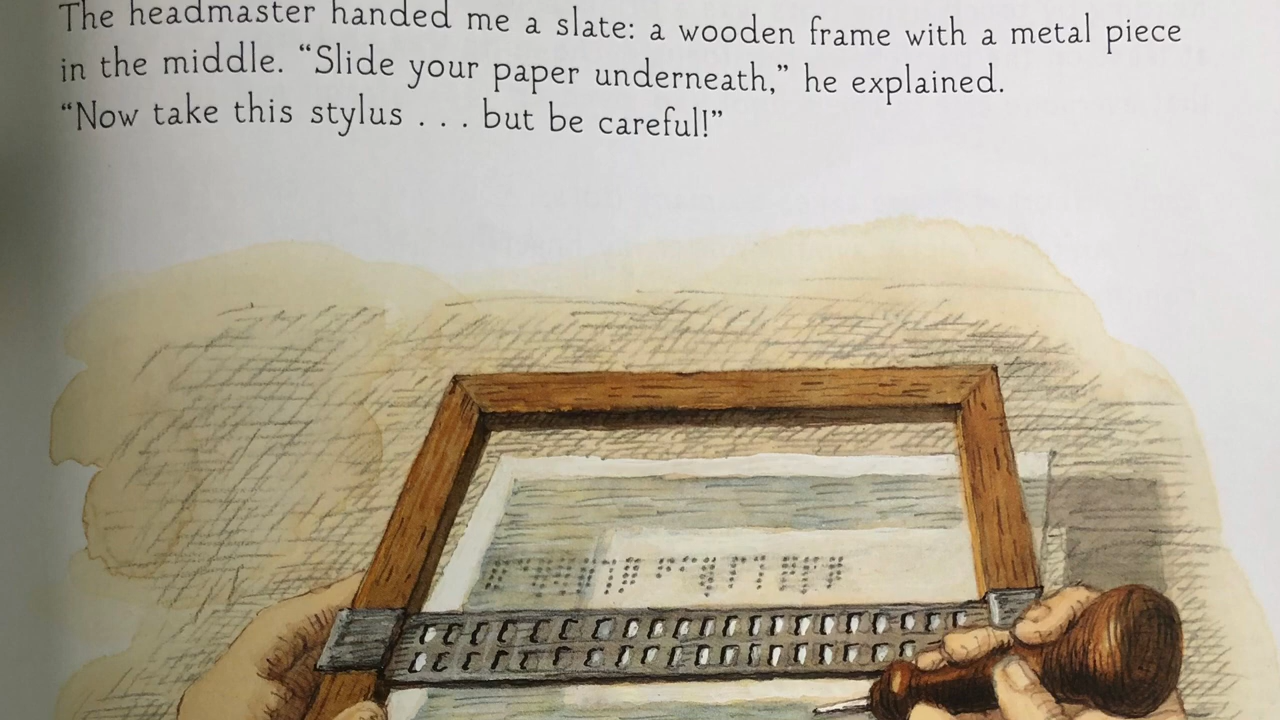 The headmaster handed me a slate: a wooden frame with a metal piece
in the middle. “Slide your paper underneath,” he explained.
“Now take this stylus . . . but be careful!”